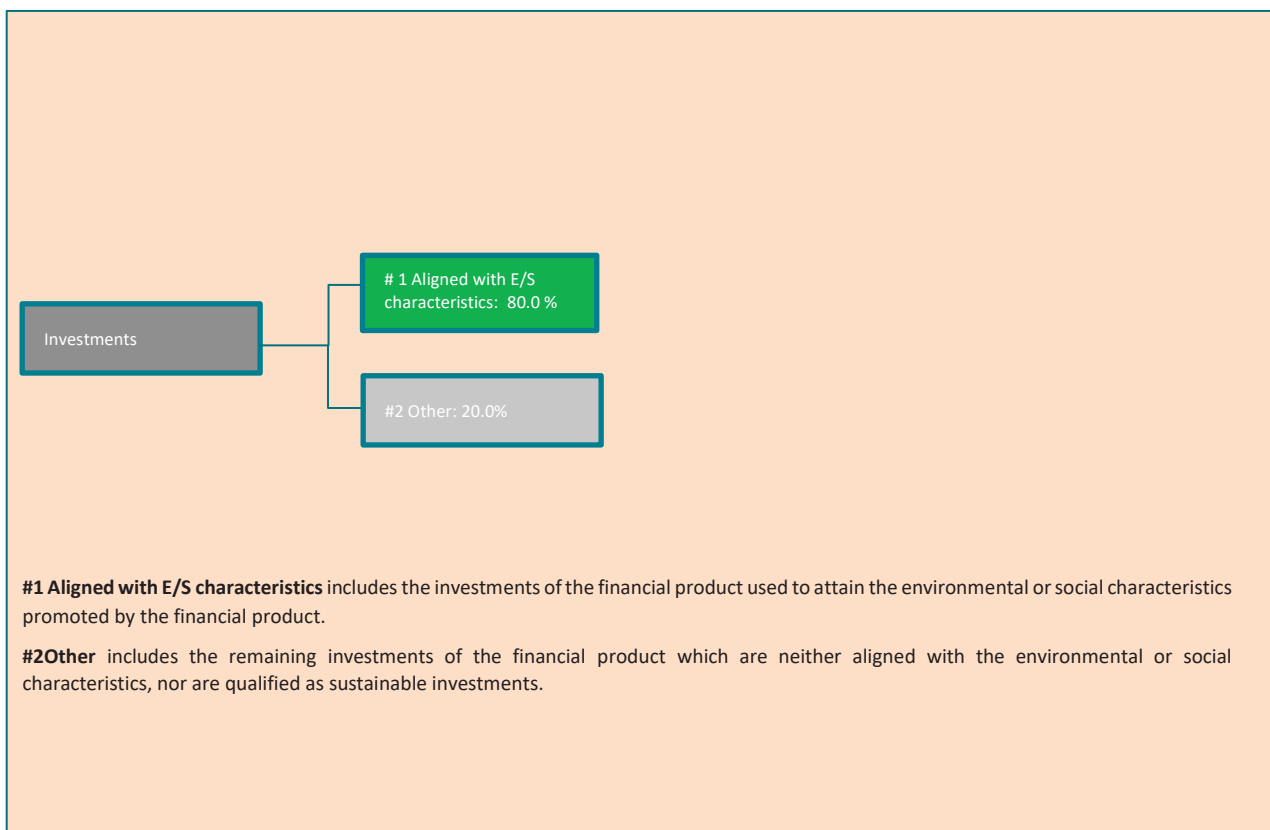 # 1 Aligned with E/S
characteristics:  80.0 %
Investments
#2 Other: 20.0%
#1 Aligned with E/S characteristics includes the investments of the financial product used to attain the environmental or social characteristics
promoted by the financial product.
#2Other includes the remaining investments of the financial product which are neither aligned with the environmental or social
characteristics, nor are qualified as sustainable investments.